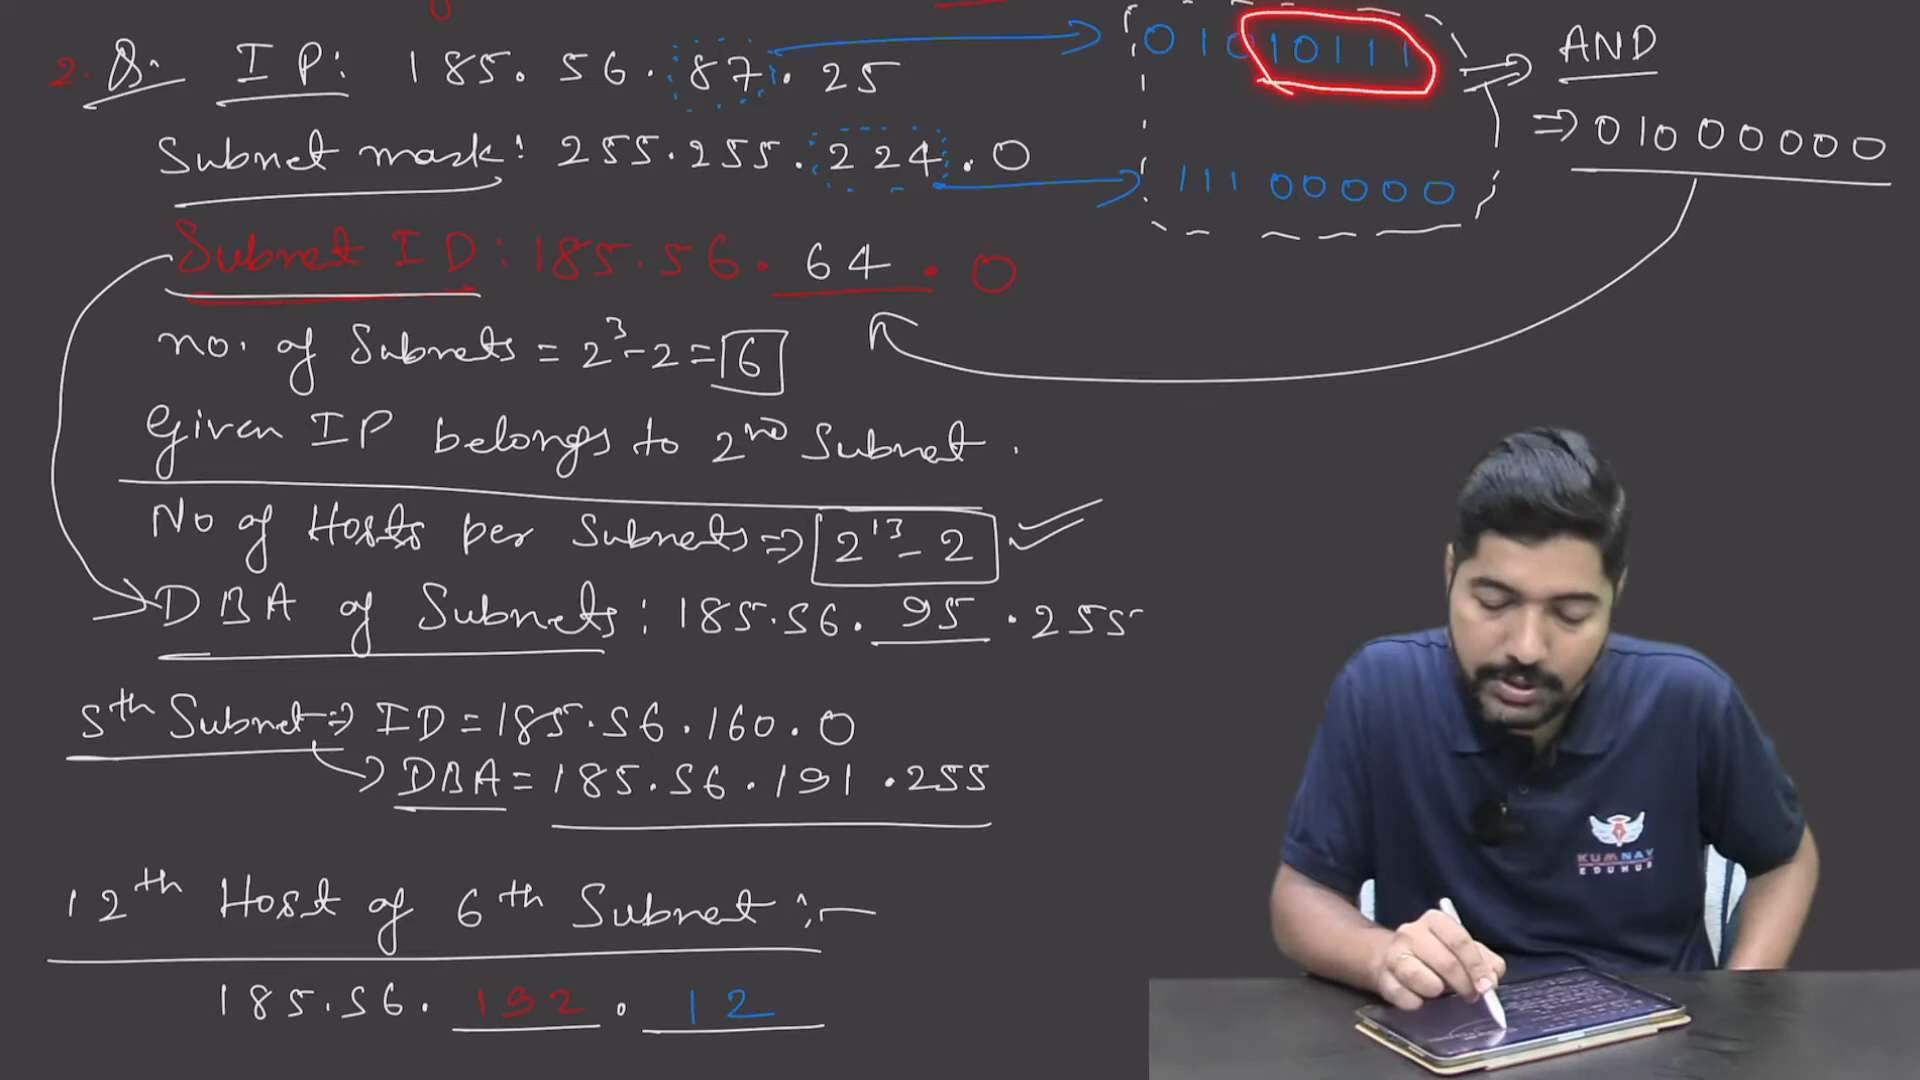 2. Q:- IP: 185. 56. 87. 25
01010111
AND
⇒ 01000000
Subnet mask: 255.255.224.0
11100000
Subnet ID: 185.56. 64 . 0
no. of Subnets = 2³-2 = 6
Given IP belongs to 2nd Subnet.
No of Hosts per Subnets ⇒ 2¹³- 2
DBA of Subnets: 185.56. 95 . 255
5th Subnet ⇒ ID = 185.56.160.0
DBA = 185.56.191.255
12th Host of 6th Subnet :-
185.56. 192 . 12
KUMNAV
EDUHUB